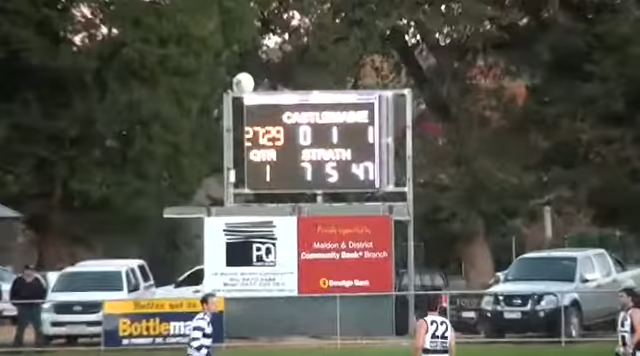 CASTLEMAINE
27:29 0 1 1
QTR STRATH
1 7 5 47
PQ
Proudly supported by
Maldon & District
Community Bank® Branch
Bendigo Bank
Bottlema
22